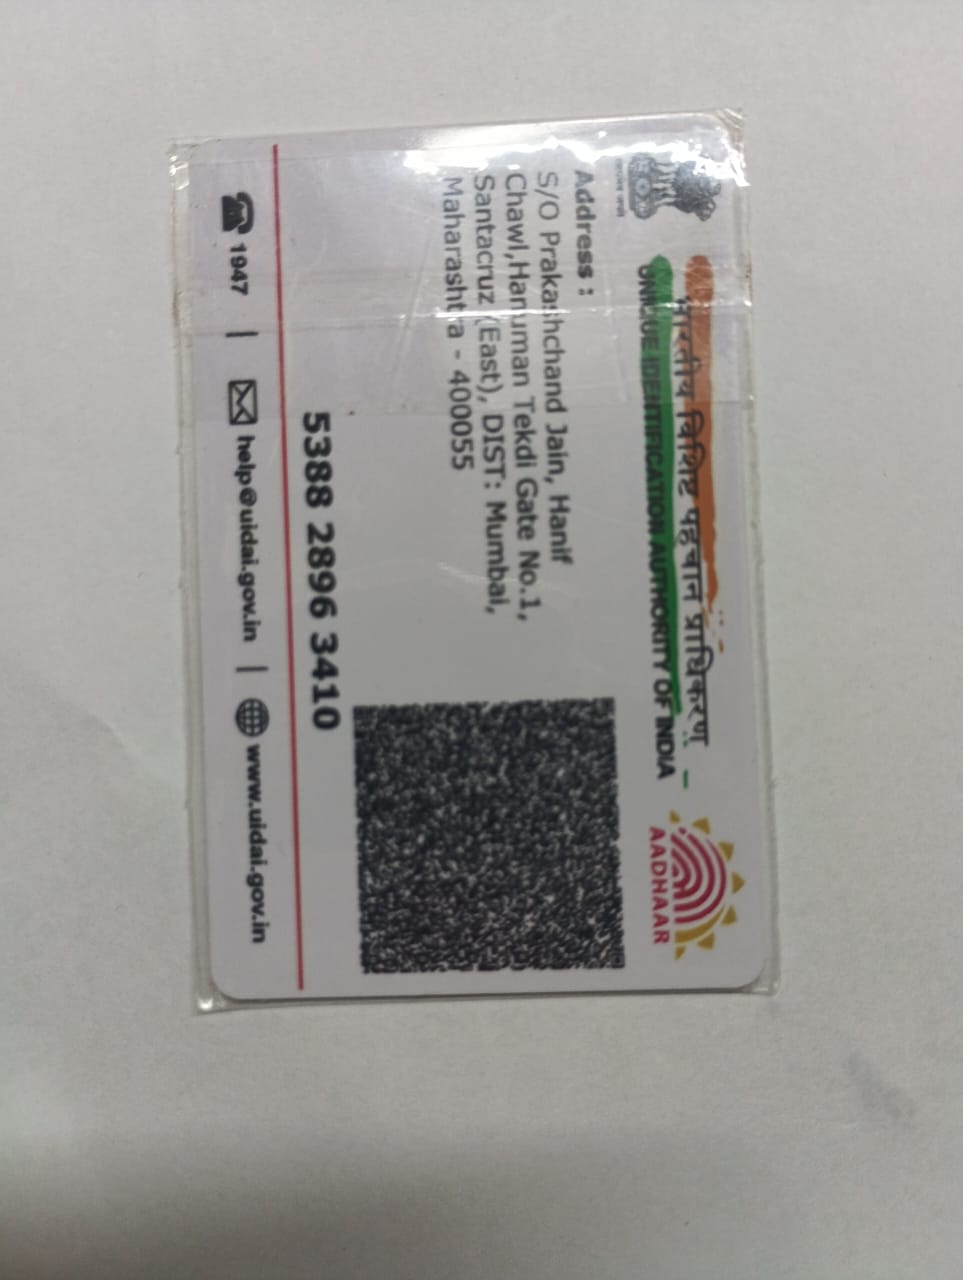 भारतीय विशिष्ट पहचान प्राधिकरण
UNIQUE IDENTIFICATION AUTHORITY OF INDIA
AADHAAR
Address :
S/O Prakashchand Jain, Hanif
Chawl,Hanuman Tekdi Gate No.1,
Santacruz (East), DIST: Mumbai,
Maharashtra - 400055
5388 2896 3410
1947 | help@uidai.gov.in | www.uidai.gov.in